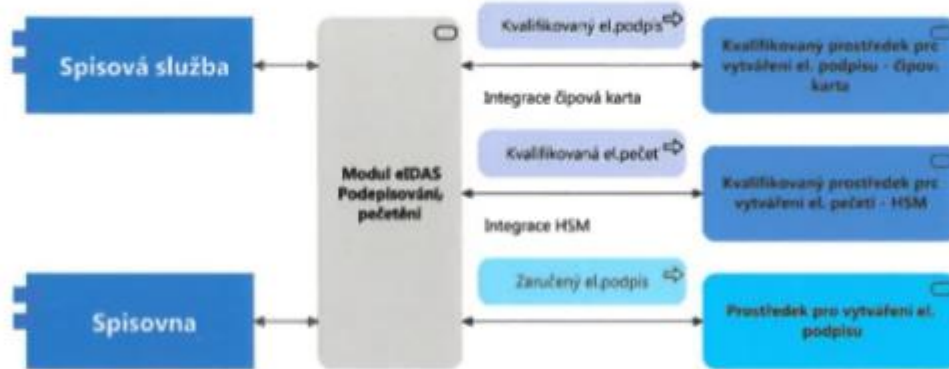 Spisová služba
Kvalifikovaný el.podpis
Kvalifikovaný prostředek pro
vytváření el. podpisu - čipov.
karta
Integrace čipová karta
Modul eIDAS
Podepisování,
pečetění
Kvalifikovaná el.pečeť
Kvalifikovaný prostředek pro
vytváření el. pečeti - HSM
Integrace HSM
Spisovna
Zaručený el.podpis
Prostředek pro vytváření el.
podpisu